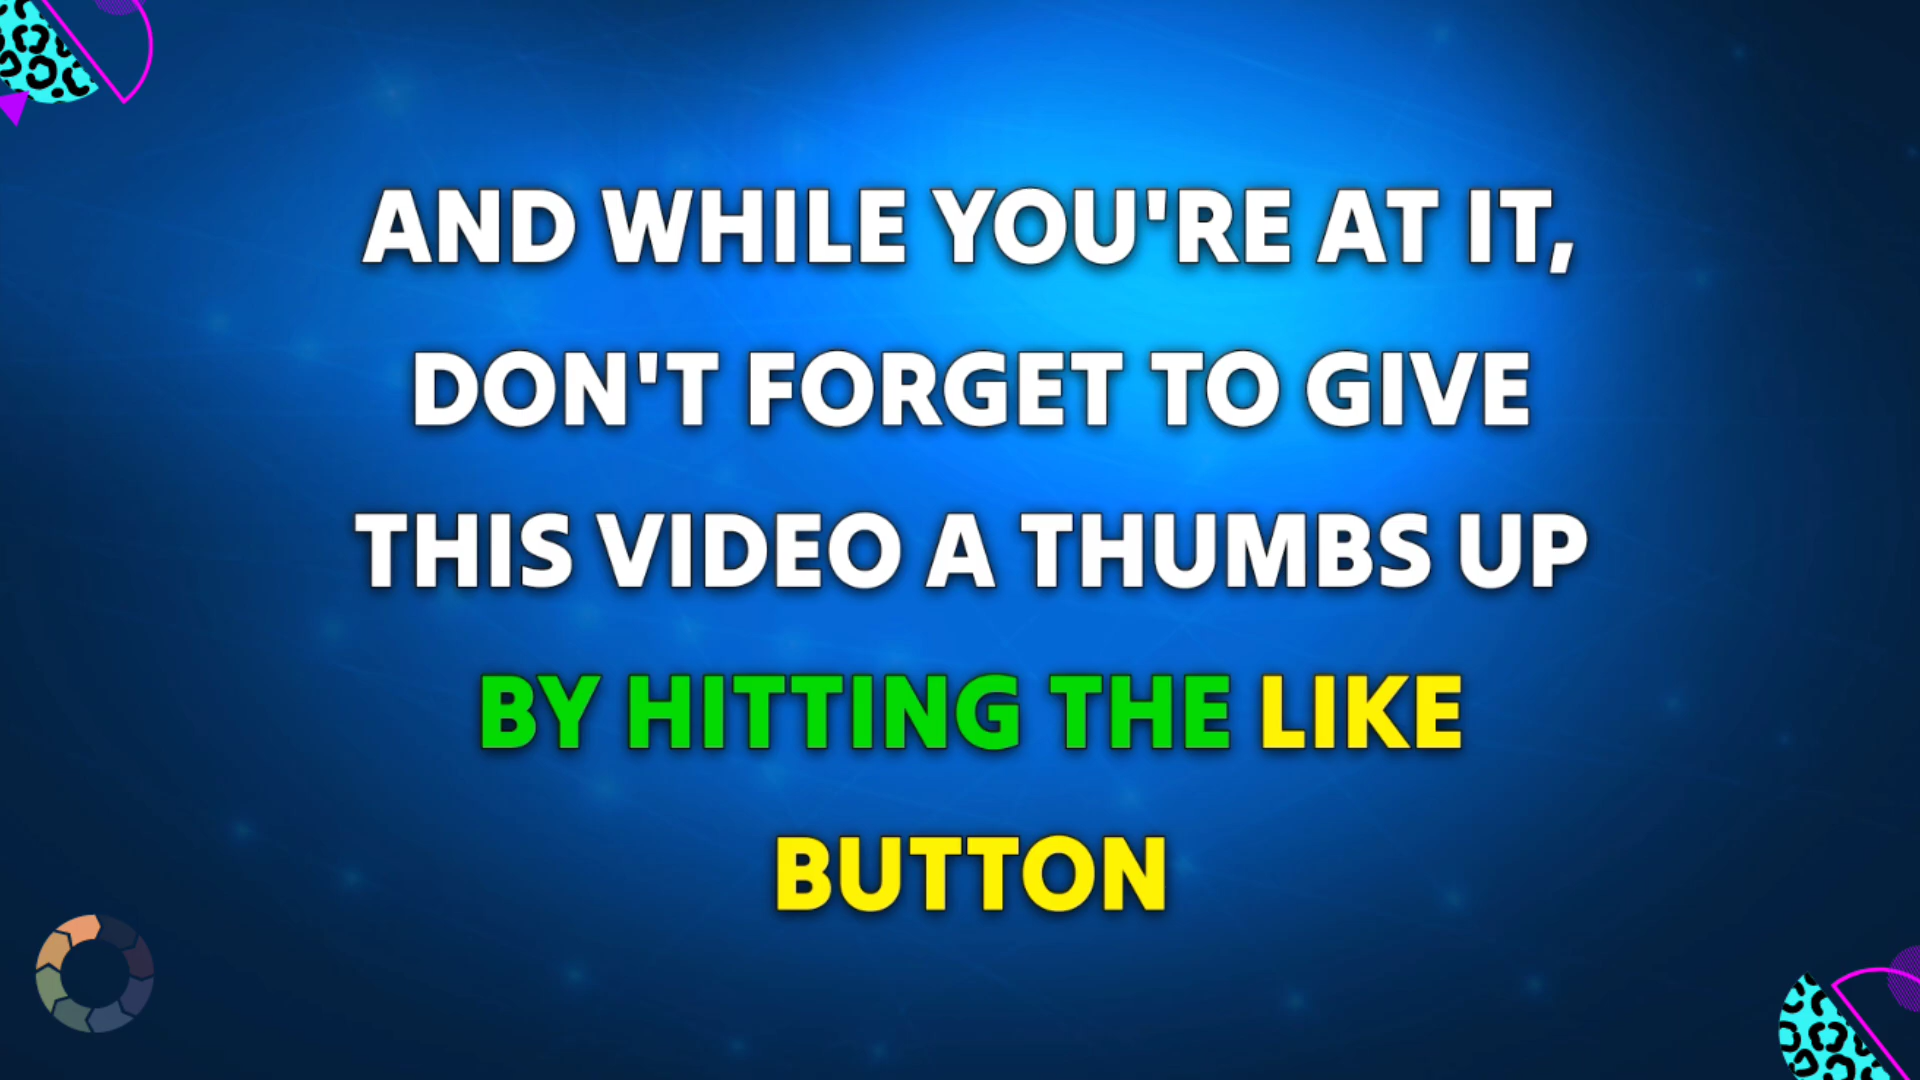 AND WHILE YOU'RE AT IT,
DON'T FORGET TO GIVE
THIS VIDEO A THUMBS UP
BY HITTING THE LIKE
BUTTON